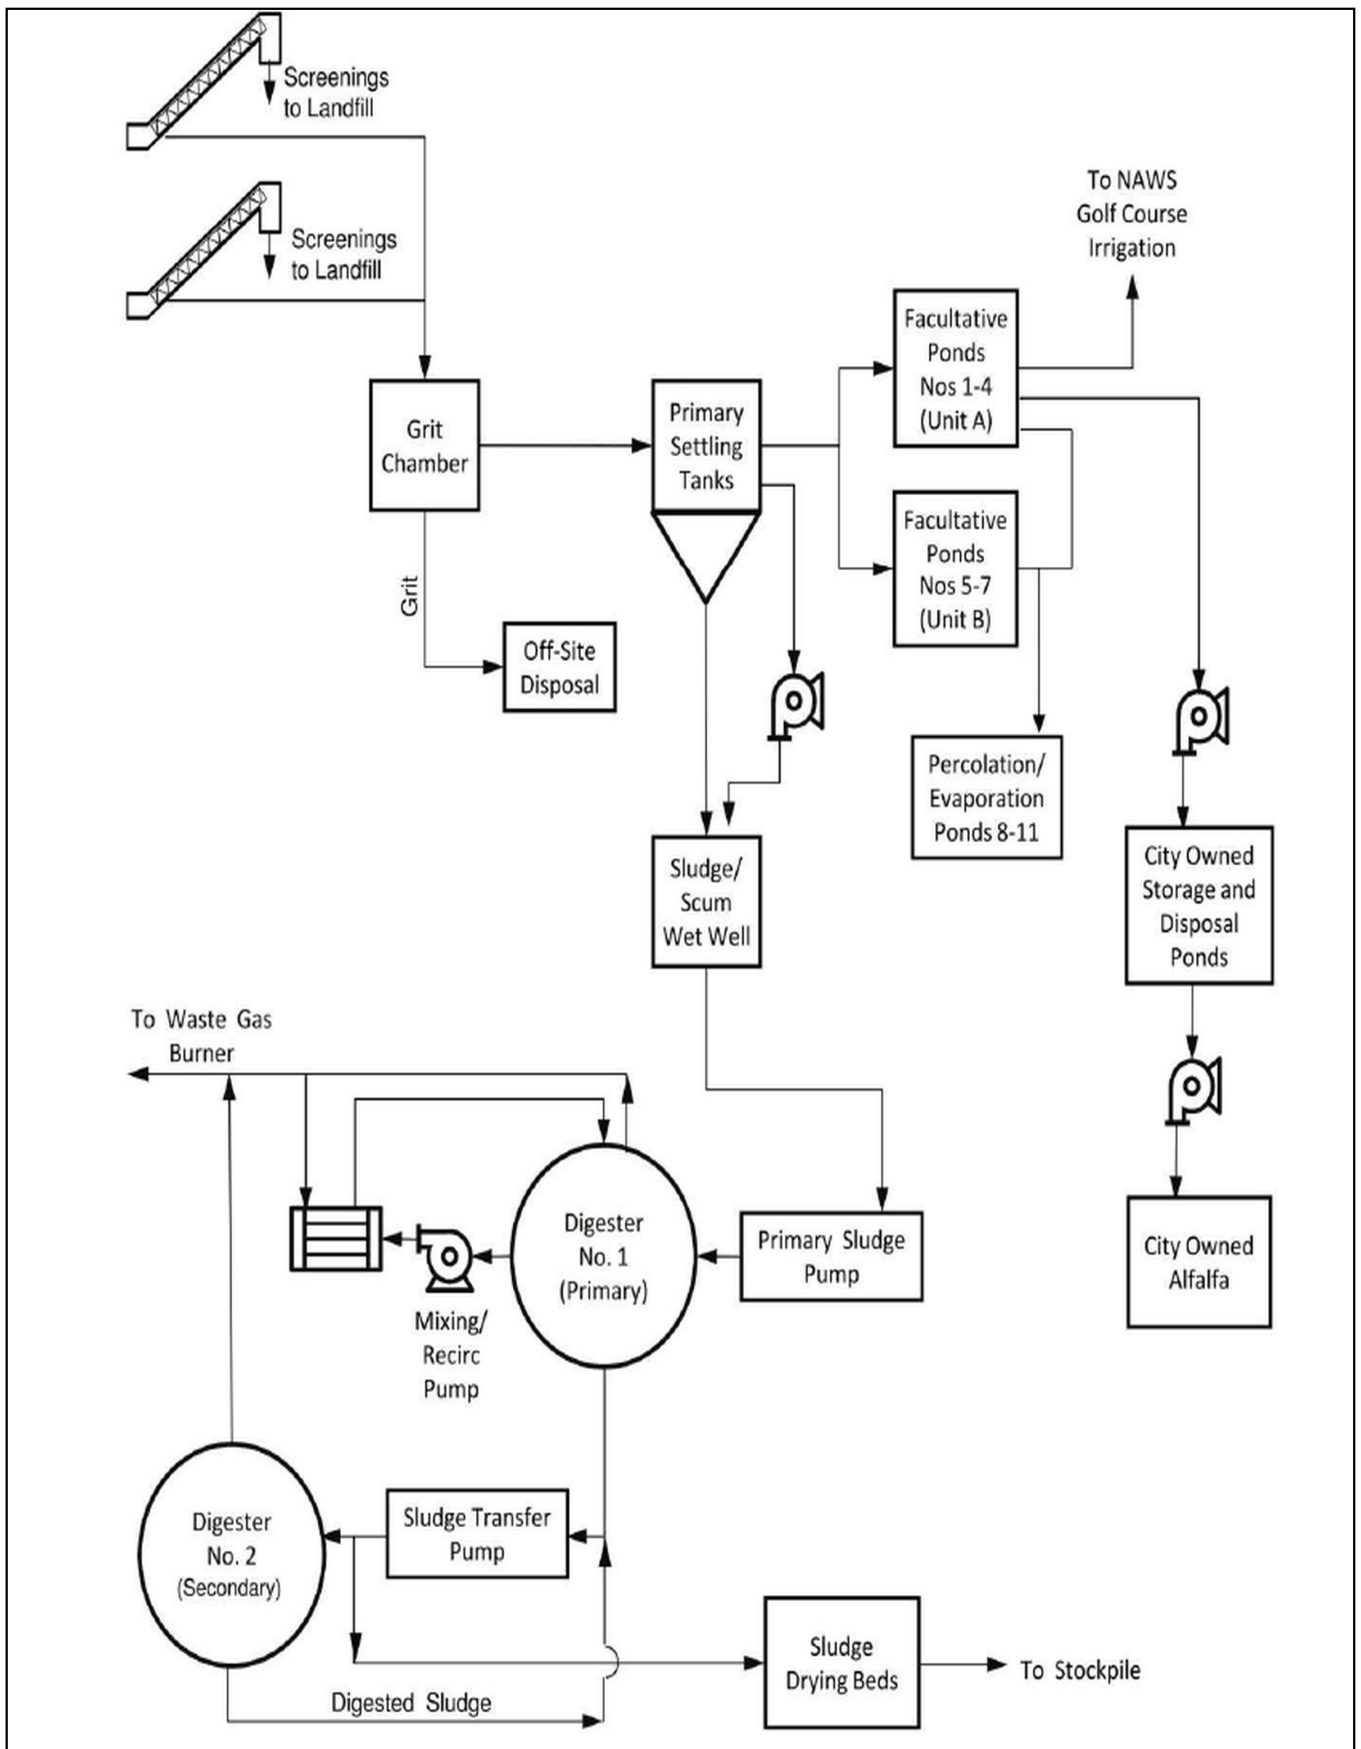 Screenings
to Landfill
Screenings
to Landfill
To NAWS
Golf Course
Irrigation
Facultative
Ponds
Nos 1-4
(Unit A)
Grit
Chamber
Primary
Settling
Tanks
Facultative
Ponds
Nos 5-7
(Unit B)
Grit
Off-Site
Disposal
Percolation/
Evaporation
Ponds 8-11
Sludge/
Scum
Wet Well
City Owned
Storage and
Disposal
Ponds
To Waste Gas
Burner
Digester
No. 1
(Primary)
Primary Sludge
Pump
City Owned
Alfalfa
Mixing/
Recirc
Pump
Digester
No. 2
(Secondary)
Sludge Transfer
Pump
Sludge
Drying Beds
To Stockpile
Digested Sludge